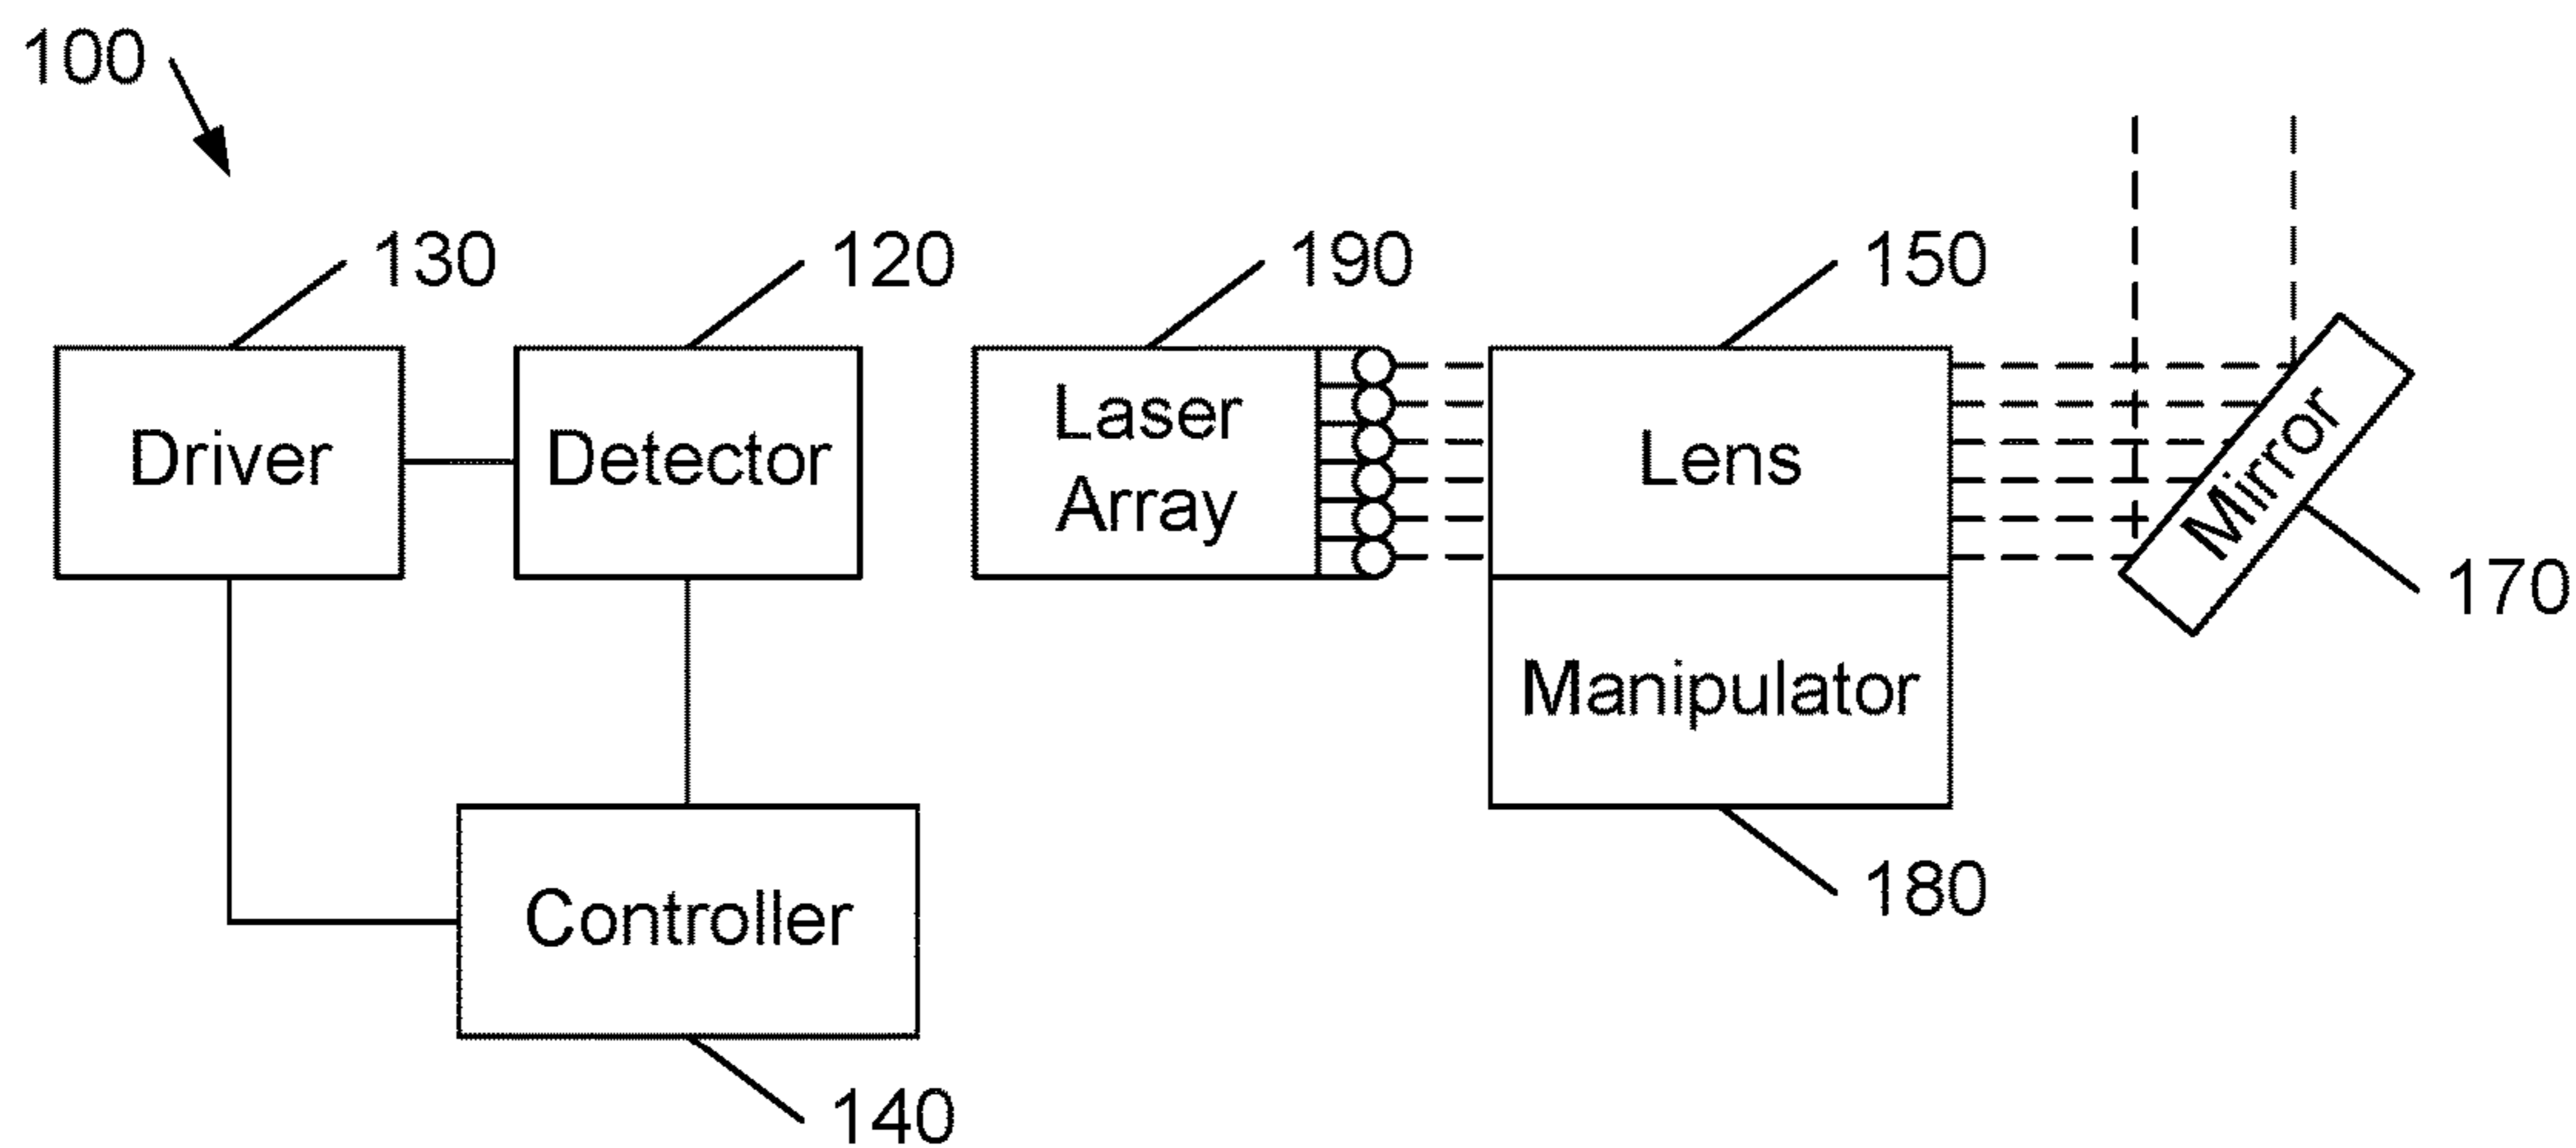 100
130
120
190
150
Driver
Detector
Laser
Array
Lens
Mirror
170
Manipulator
180
Controller
140